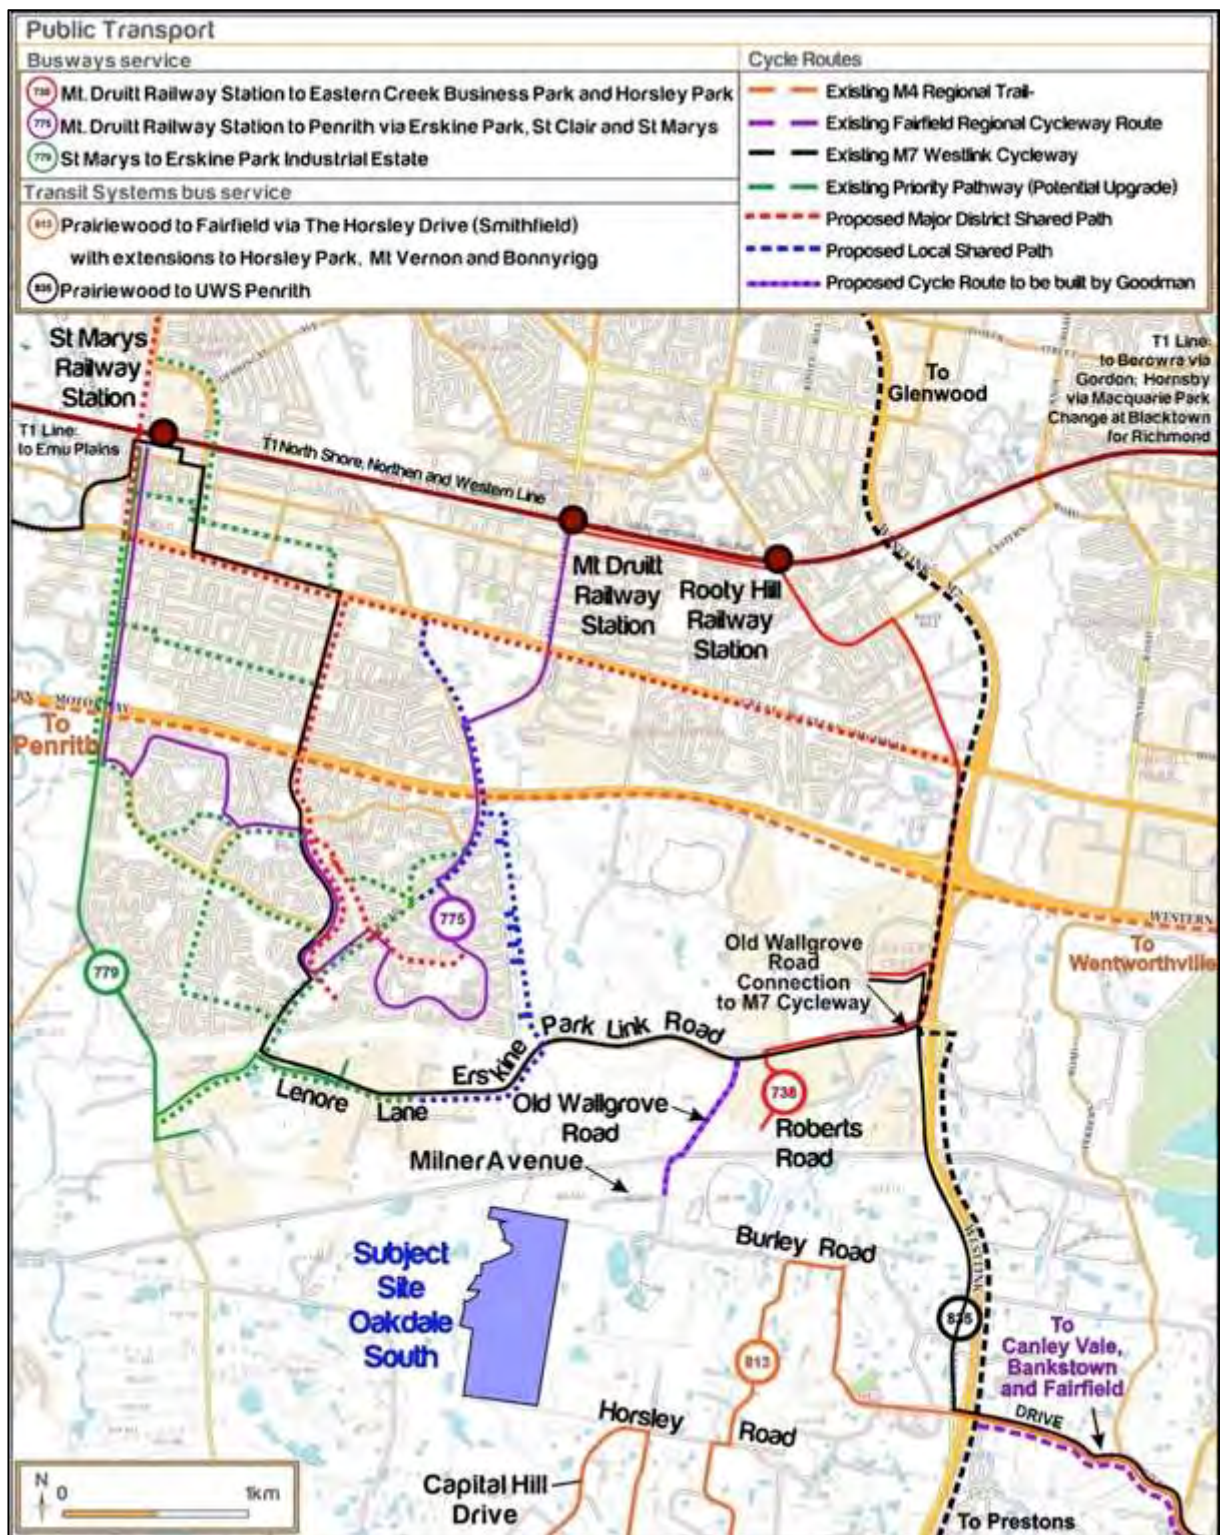 Public Transport
Busways service
738 Mt. Druitt Railway Station to Eastern Creek Business Park and Horsley Park
775 Mt. Druitt Railway Station to Penrith via Erskine Park, St Clair and St Marys
779 St Marys to Erskine Park Industrial Estate
Transit Systems bus service
813 Prairiewood to Fairfield via The Horsley Drive (Smithfield)
with extensions to Horsley Park, Mt Vernon and Bonnyrigg
835 Prairiewood to UWS Penrith
Cycle Routes
Existing M4 Regional Trail-
Existing Fairfield Regional Cycleway Route
Existing M7 Westlink Cycleway
Existing Priority Pathway (Potential Upgrade)
Proposed Major District Shared Path
Proposed Local Shared Path
Proposed Cycle Route to be built by Goodman
St Marys
Railway
Station
T1 Line:
to Emu Plains
T1 North Shore, Northen and Western Line
To
Glenwood
T1 Line:
to Berowra via
Gordon; Hornsby
via Macquarie Park
Change at Blacktown
for Richmond
Mt Druitt
Railway
Station
Rooty Hill
Railway
Station
WESTLINK
To
Penrith
775
779
Old Wallgrove
Road
Connection
to M7 Cycleway
WESTERN
To
Wentworthville
Park Link Road
Erskine
Lenore Lane
Old Wallgrove
Road
738
Roberts
Road
Milner Avenue
Subject
Site
Oakdale
South
Burley Road
WESTLINK
835
813
To
Canley Vale,
Bankstown
and Fairfield
DRIVE
Horsley Road
Capital Hill
Drive
To Prestons
N
0 1km